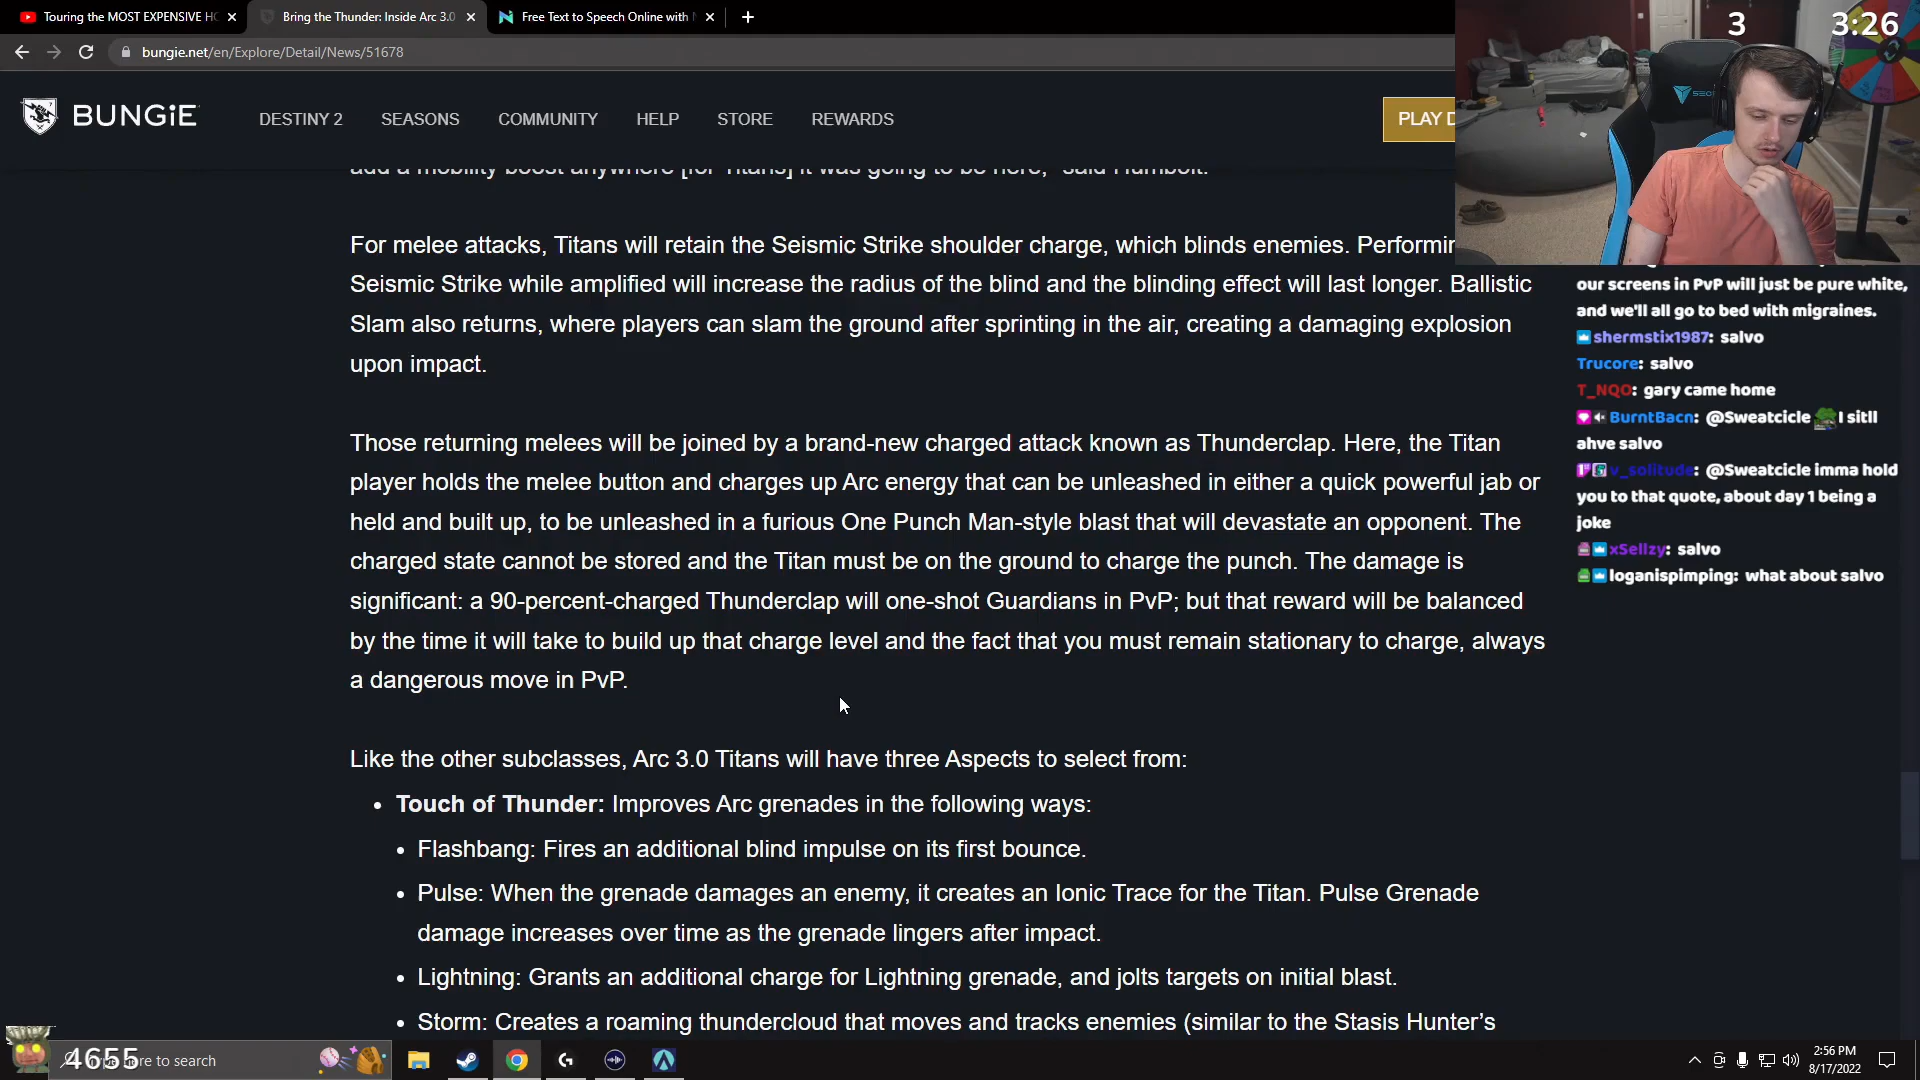 Touring the MOST EXPENSIVE HO
Bring the Thunder: Inside Arc 3.0
Free Text to Speech Online with
bungie.net/en/Explore/Detail/News/51678
3
3:26
BUNGiE
DESTINY 2
SEASONS
COMMUNITY
HELP
STORE
REWARDS
PLAY D
add a mobility boost anywhere [for Titans] it was going to be here," said Humbolt.
For melee attacks, Titans will retain the Seismic Strike shoulder charge, which blinds enemies. Performin
Seismic Strike while amplified will increase the radius of the blind and the blinding effect will last longer. Ballistic
Slam also returns, where players can slam the ground after sprinting in the air, creating a damaging explosion
upon impact.
Those returning melees will be joined by a brand-new charged attack known as Thunderclap. Here, the Titan
player holds the melee button and charges up Arc energy that can be unleashed in either a quick powerful jab or
held and built up, to be unleashed in a furious One Punch Man-style blast that will devastate an opponent. The
charged state cannot be stored and the Titan must be on the ground to charge the punch. The damage is
significant: a 90-percent-charged Thunderclap will one-shot Guardians in PvP; but that reward will be balanced
by the time it will take to build up that charge level and the fact that you must remain stationary to charge, always
a dangerous move in PvP.
Like the other subclasses, Arc 3.0 Titans will have three Aspects to select from:
• Touch of Thunder: Improves Arc grenades in the following ways:
• Flashbang: Fires an additional blind impulse on its first bounce.
• Pulse: When the grenade damages an enemy, it creates an Ionic Trace for the Titan. Pulse Grenade
damage increases over time as the grenade lingers after impact.
• Lightning: Grants an additional charge for Lightning grenade, and jolts targets on initial blast.
• Storm: Creates a roaming thundercloud that moves and tracks enemies (similar to the Stasis Hunter's
our screens in PvP will just be pure white,
and we'll all go to bed with migraines.
shermstix1987: salvo
Trucore: salvo
T_NQO: gary came home
BurntBacn: @Sweatcicle I sitll
ahve salvo
v_solitude: @Sweatcicle imma hold
you to that quote, about day 1 being a
joke
xSellzy: salvo
loganispimping: what about salvo
4655
re to search
2:56 PM
8/17/2022